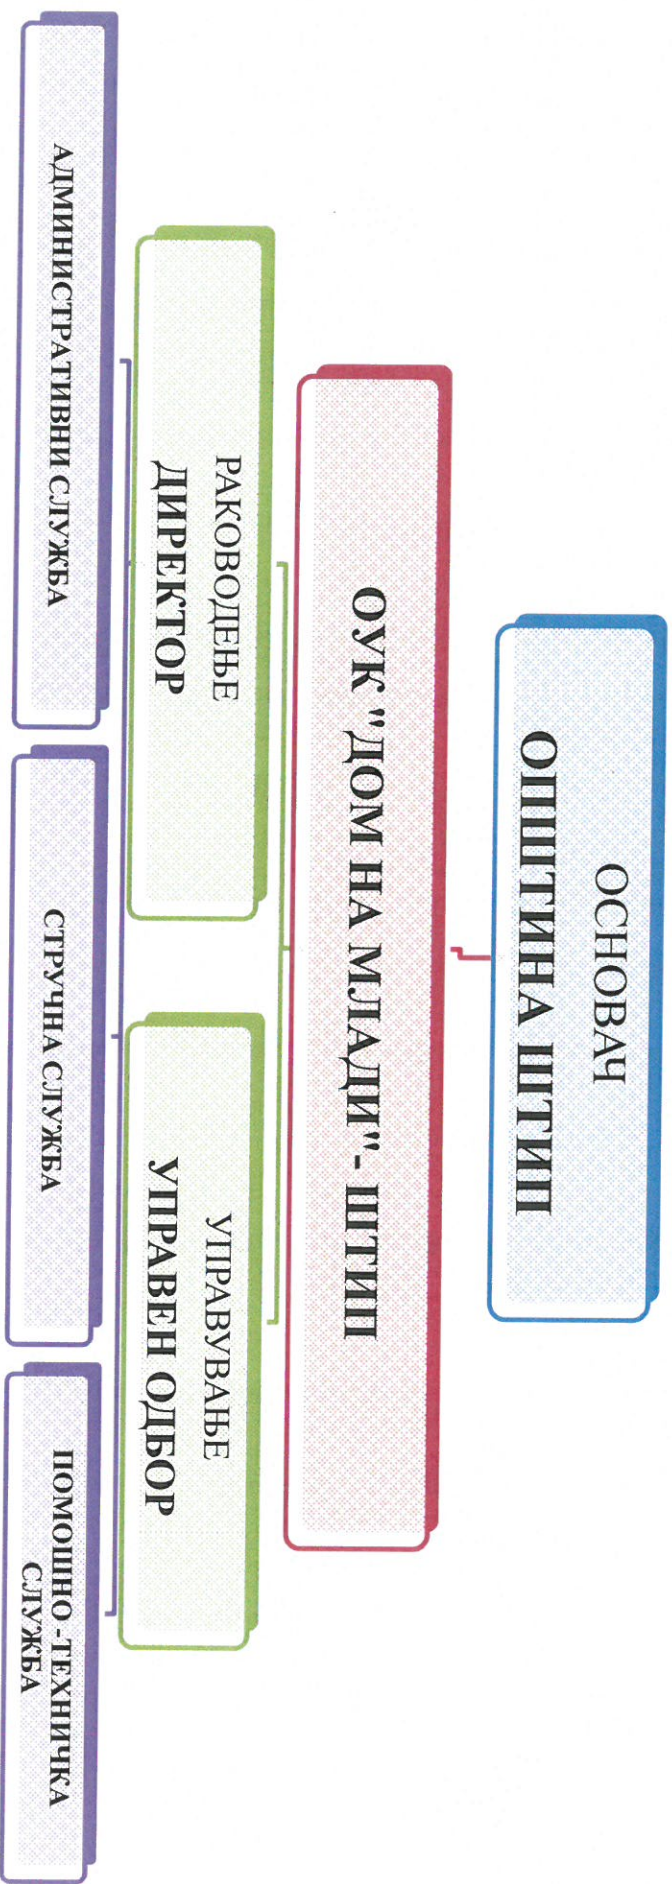 ОСНОВАЧ
ОПШТИНА ШТИП
ОУК "ДОМ НА МЛАДИ"- ШТИП
РАКОВОДЕЊЕ
ДИРЕКТОР
УПРАВУВАЊЕ
УПРАВЕН ОДБОР
АДМИНИСТРАТИВНИ СЛУЖБА
СТРУЧНА СЛУЖБА
ПОМОШНО -ТЕХНИЧКА
СЛУЖБА